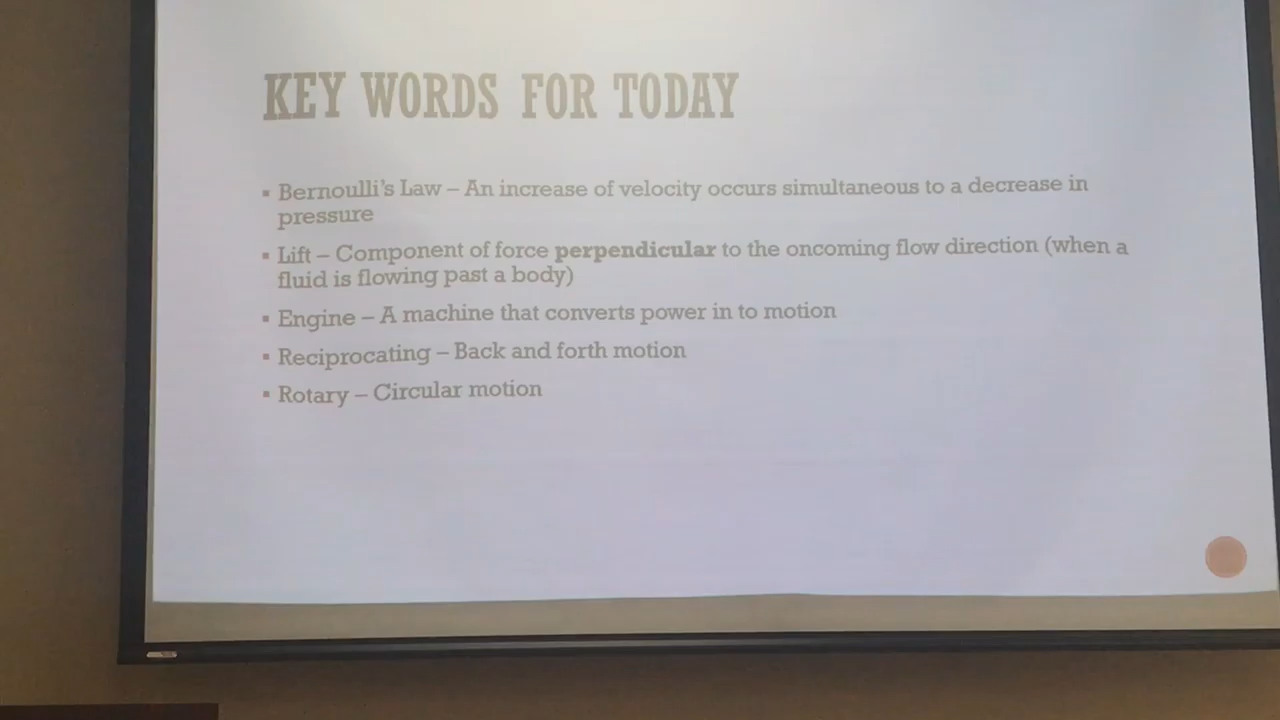 KEY WORDS FOR TODAY
▪ Bernoulli's Law – An increase of velocity occurs simultaneous to a decrease in
pressure
▪ Lift – Component of force perpendicular to the oncoming flow direction (when a
fluid is flowing past a body)
▪ Engine – A machine that converts power in to motion
▪ Reciprocating – Back and forth motion
▪ Rotary – Circular motion